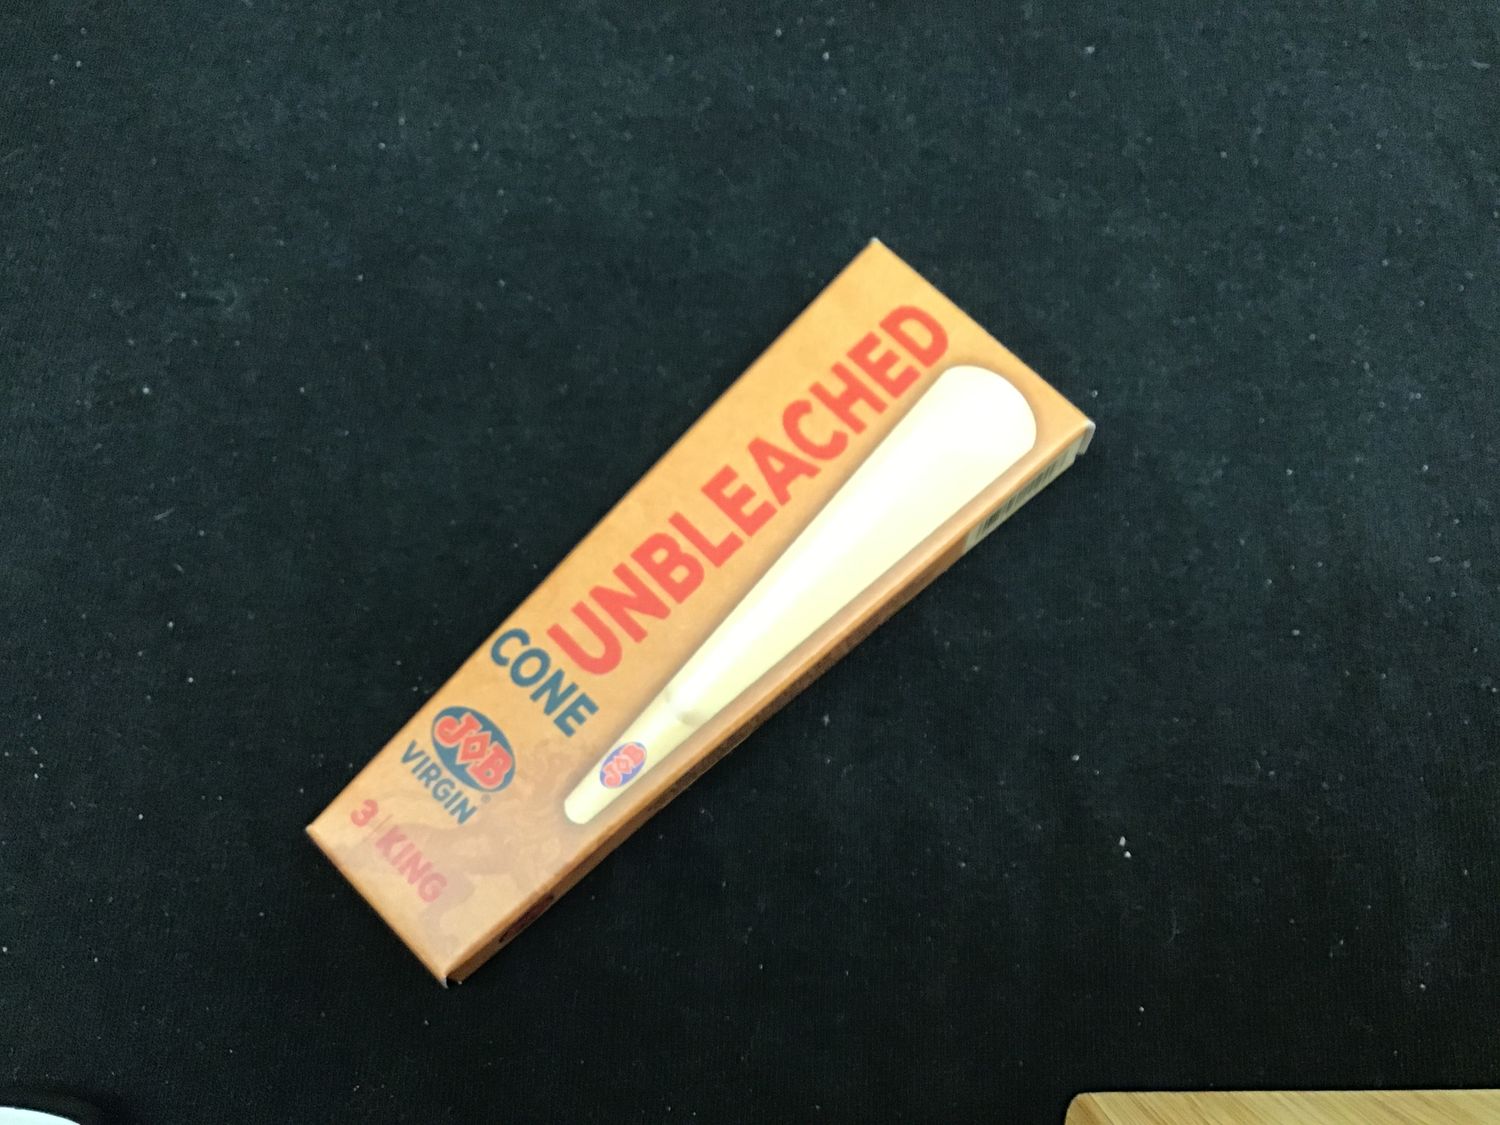 UNBLEACHED
CONE
JOB
VIRGIN®
3 | KING
JOB